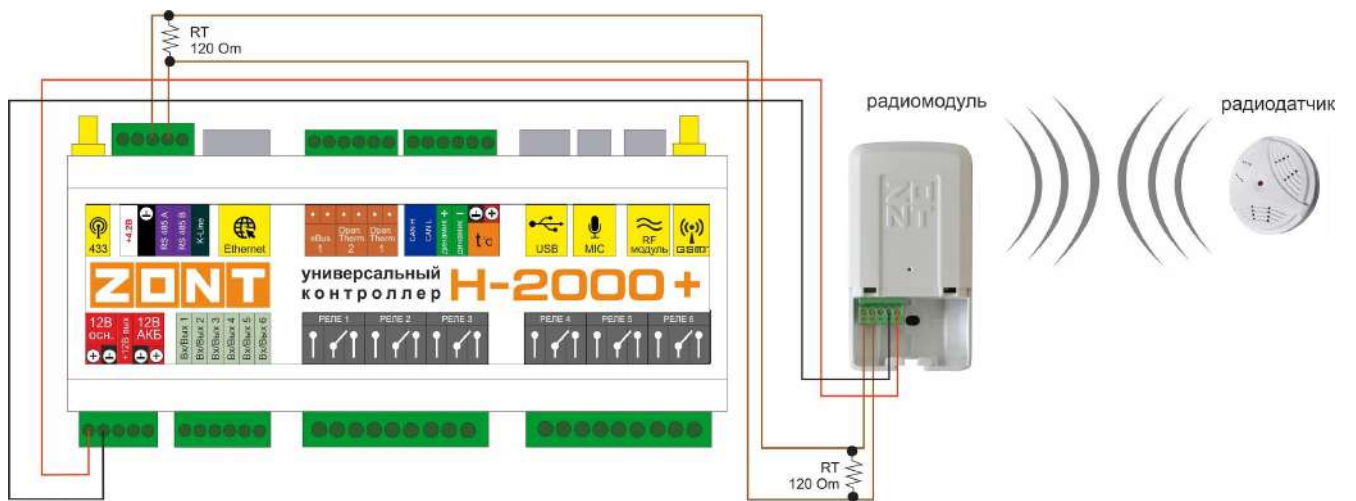 RT
120 Om
радиомодуль
радиодатчик
ZONT
433
+4.2В
RS 485 A
RS 485 B
K-Line
Ethernet
eBus 1
Open Therm 2
Open Therm 1
CAN H
CAN L
Динамик +
Динамик –
t°c
USB
MIC
RF
модуль
GSM
ZONT
универсальный
контроллер
H-2000+
12В
осн.
+12В вых
12В
АКБ
Вх/Вых 1
Вх/Вых 2
Вх/Вых 3
Вх/Вых 4
Вх/Вых 5
Вх/Вых 6
РЕЛЕ 1
РЕЛЕ 2
РЕЛЕ 3
РЕЛЕ 4
РЕЛЕ 5
РЕЛЕ 6
RT
120 Om